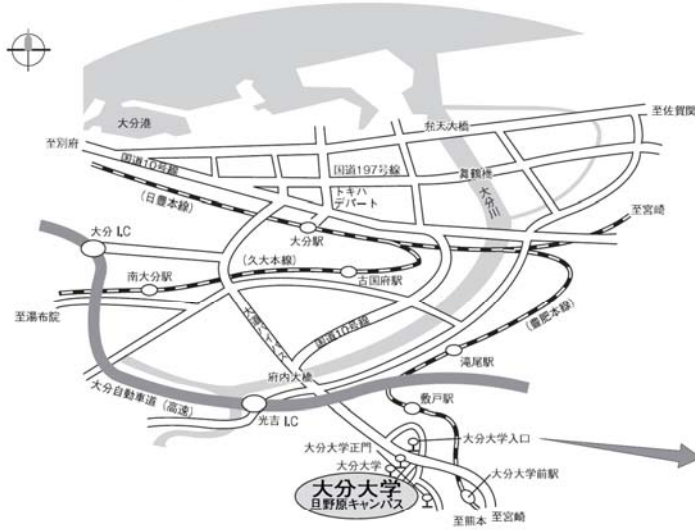 大分港
弁天大橋
至佐賀関
至別府
国道10号線
国道197号線
舞鶴橋
トキハ
デパート
大分川
(日豊本線)
至宮崎
大分I.C
大分駅
(久大本線)
南大分駅
古国府駅
至湯布院
大道バイパス
国道10号線
(豊肥本線)
滝尾駅
府内大橋
大分自動車道(高速)
敷戸駅
光吉I.C
大分大学入口
大分大学正門
大分大学
大分大学前駅
大分大学
旦野原キャンパス
至熊本
至宮崎